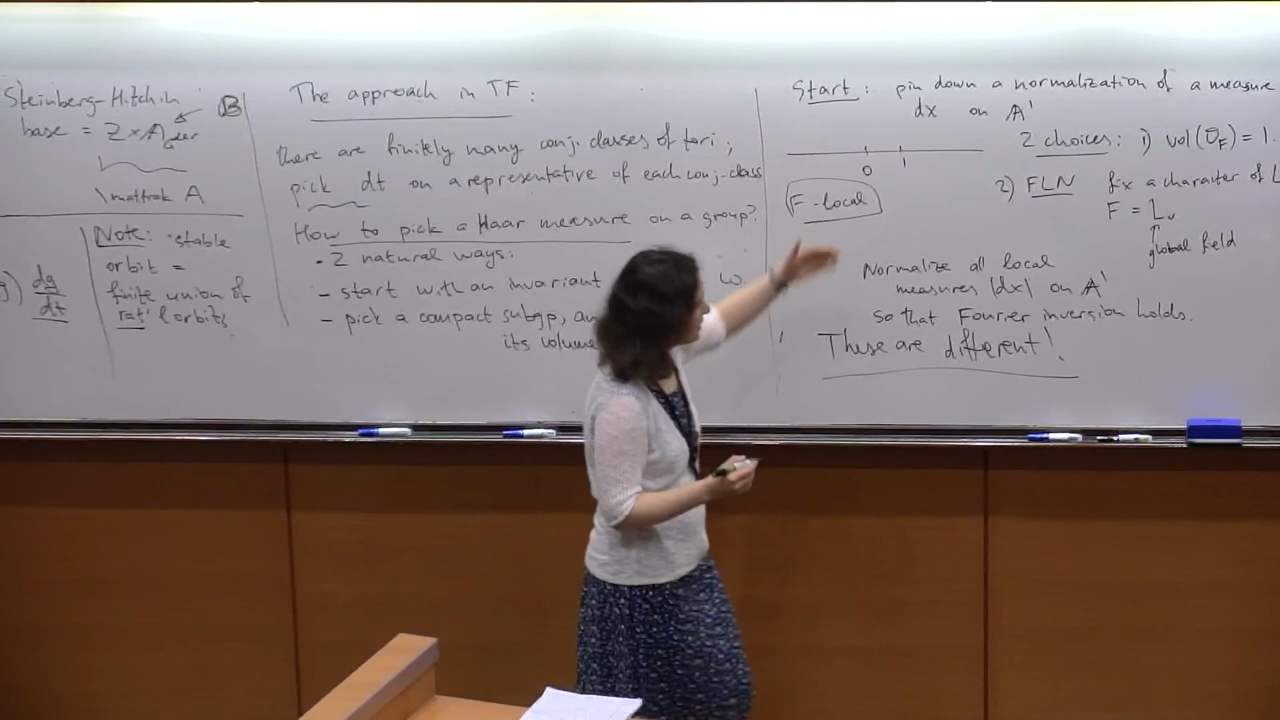 Steinberg-Hitchin
base = Z × A_der
B
\mathfrak A
g) dg/dt
Note: stable
orbit =
finite union of
rat'l orbits
The approach in TF:
there are finitely many conj. classes of tori;
pick dt on a representative of each conj-class
How to pick a Haar measure on a group?
· 2 natural ways:
- start with an invariant ω
- pick a compact subgp, an
its volume
Start: pin down a normalization of a measure
dx on A¹
0 1
F-local
2 choices: 1) vol(O_F) = 1.
2) FLN fix a character of L
F = L_v
↑
global field
Normalize all local
measures |dx| on A¹
so that Fourier inversion holds.
These are different!